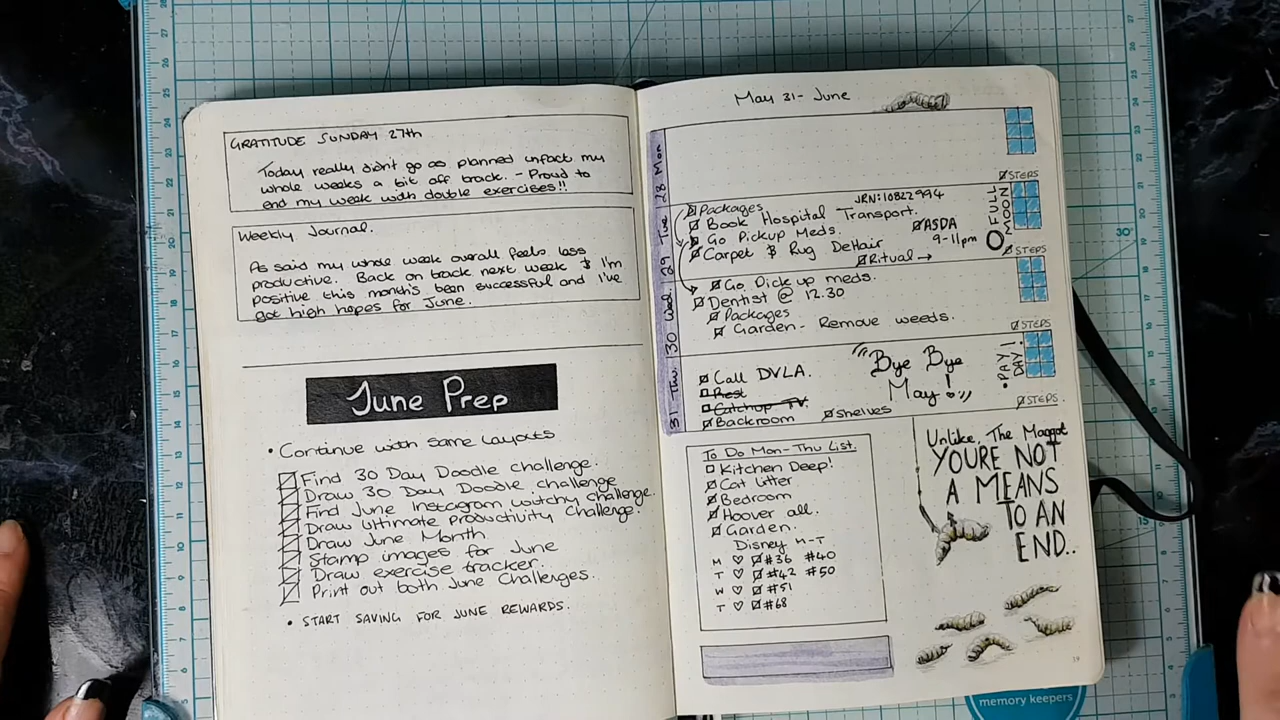 GRATITUDE SUNDAY 27th
Today really didn't go as planned infact my
whole weeks a bit off track. - Proud to
end my week with double exercises!!
Weekly Journal.
As said my whole week overall feels less
productive. Back on track next week & I'm
positive this month's been successful and I've
got high hopes for June.
June Prep
• Continue with same layouts
Find 30 Day Doodle challenge.
Draw 30 Day Doodle challenge
Find June Instagram witchy challenge.
Draw ultimate productivity challenge.
Draw June Month
Stamp images for June
Draw exercise tracker.
Print out both June Challenges.
• START SAVING FOR JUNE REWARDS.
May 31 - June
28 Mon
STEPS
29 Tue
Packages
JRN:10822994
Book Hospital Transport.
Go Pickup Meds.
ASDA
9-11pm
Carpet & Rug DeHair
Ritual →
FULL MOON
STEPS
30 Wed.
Go Pick up meds.
Dentist @ 12.30
Packages
Garden - Remove weeds.
STEPS
31 Thu.
Call DVLA.
Rest
Catchup TV.
Backroom
Shelves
Bye Bye
May!
• PAY DAY!
STEPS.
To Do Mon-Thu List.
Kitchen Deep!
Cat Litter
Bedroom
Hoover all.
Garden.
Disney M-T
M ♡ #36 #40
T ♡ #42 #50
W ♡ #51
T ♡ #68
Unlike, The Maggot
YOURE NOT
A MEANS
TO AN
END..
19
memory keepers